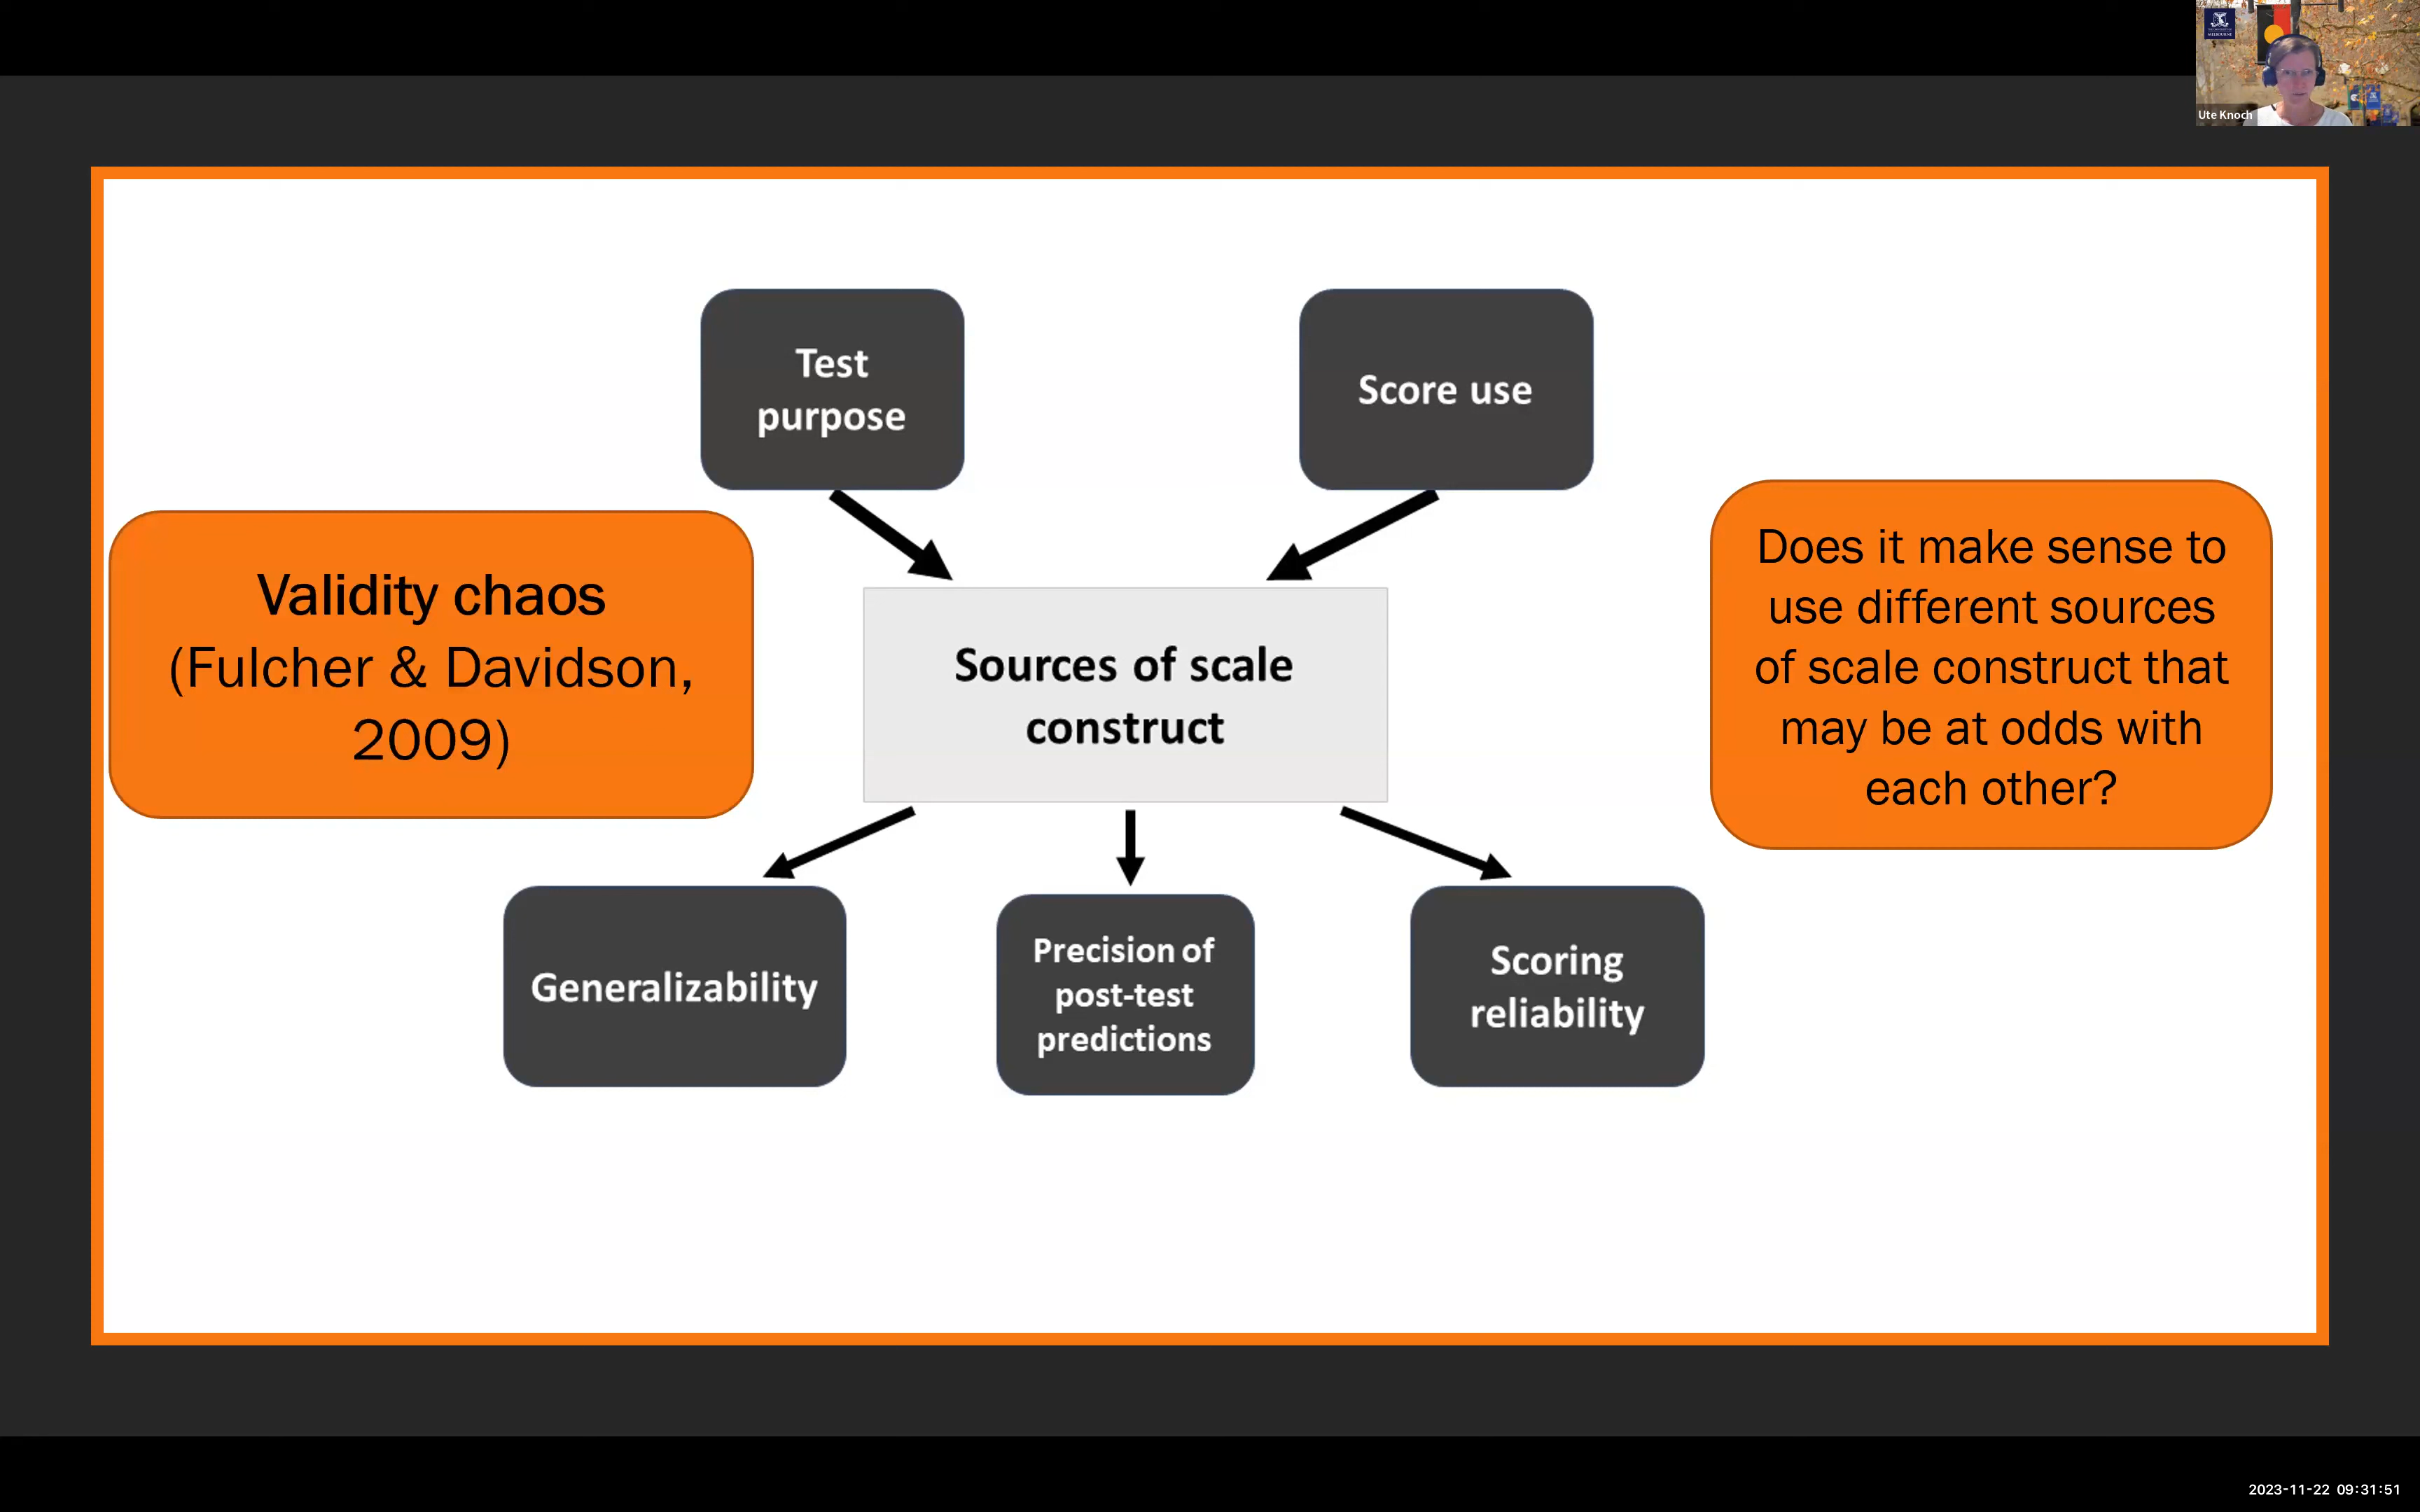 Ute Knoch
Test
purpose
Score use
Validity chaos
(Fulcher & Davidson,
2009)
Sources of scale
construct
Does it make sense to
use different sources
of scale construct that
may be at odds with
each other?
Generalizability
Precision of
post-test
predictions
Scoring
reliability
2023-11-22 09:31:51